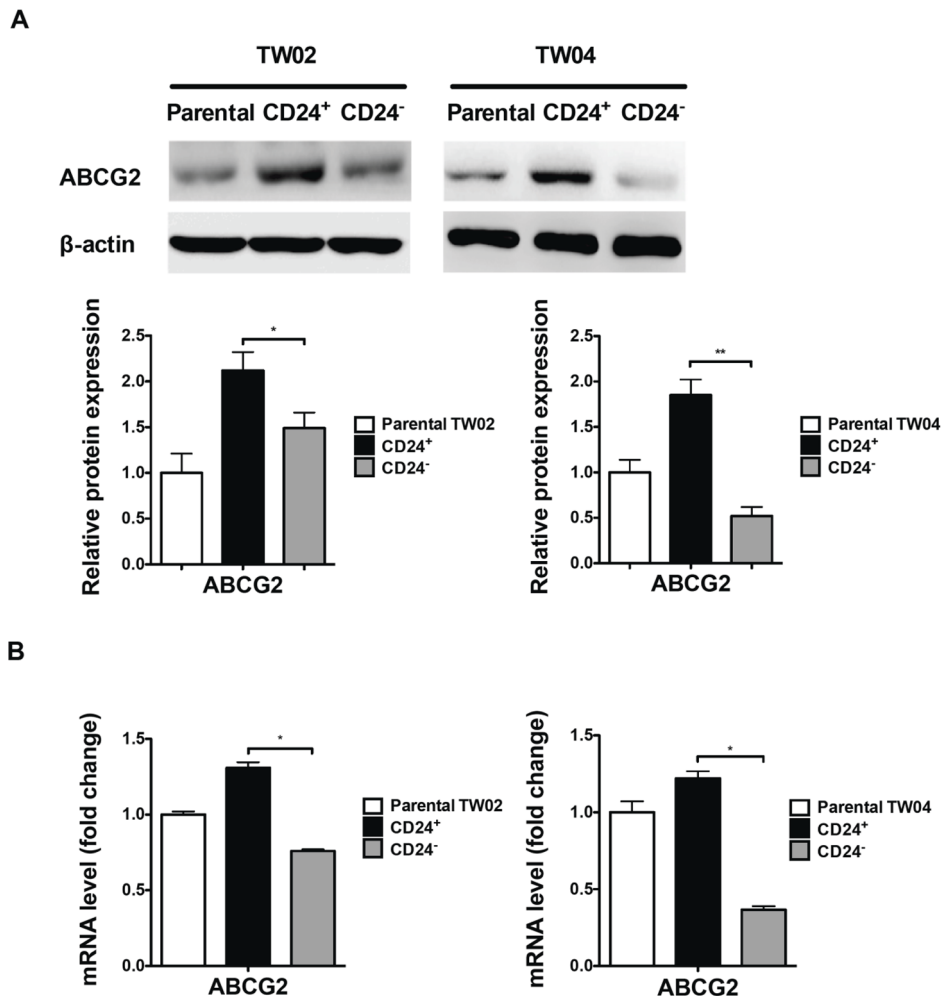 A
TW02
TW04
Parental CD24⁺ CD24⁻
Parental CD24⁺ CD24⁻
ABCG2
β-actin
Relative protein expression
2.5
2.0
1.5
1.0
0.5
0.0
*
ABCG2
Parental TW02
CD24⁺
CD24⁻
Relative protein expression
2.5
2.0
1.5
1.0
0.5
0.0
**
ABCG2
Parental TW04
CD24⁺
CD24⁻
B
mRNA level (fold change)
1.5
1.0
0.5
0.0
*
ABCG2
Parental TW02
CD24⁺
CD24⁻
mRNA level (fold change)
1.5
1.0
0.5
0.0
*
ABCG2
Parental TW04
CD24⁺
CD24⁻